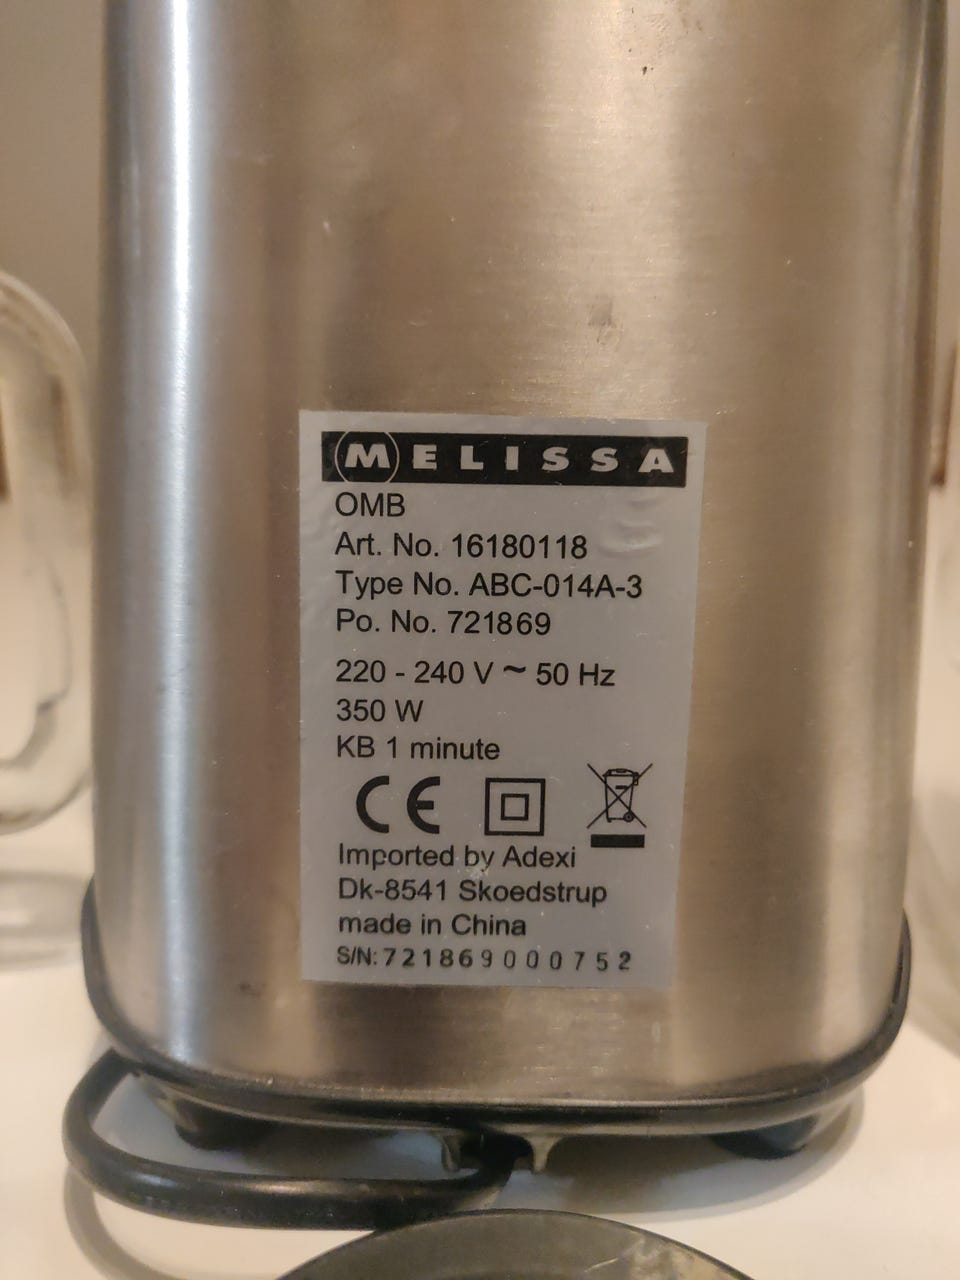 MELISSA
OMB
Art. No. 16180118
Type No. ABC-014A-3
Po. No. 721869
220 - 240 V ~ 50 Hz
350 W
KB 1 minute
CE
Imported by Adexi
Dk-8541 Skoedstrup
made in China
S/N: 721869000752